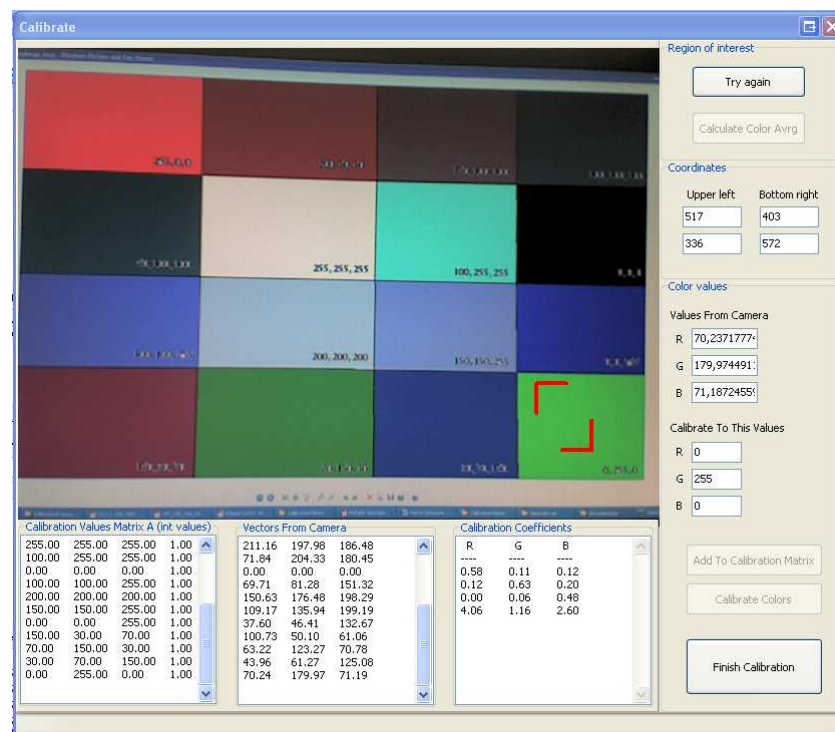 Calibrate
Region of interest
Try again
Calculate Color Avrg
Coordinates
Upper left Bottom right
517 403
336 572
Color values
Values From Camera
R 70,2371777
G 179,974491
B 71,1872455
Calibrate To This Values
R 0
G 255
B 0
Add To Calibration Matrix
Calibrate Colors
Finish Calibration
255,0,0
255,255,255
100,255,255
0,0,0
200,200,200
150,150,255
0,255,0
Calibration Values Matrix A (int values)
255.00 255.00 255.00 1.00
100.00 255.00 255.00 1.00
0.00 0.00 0.00 1.00
100.00 100.00 255.00 1.00
200.00 200.00 200.00 1.00
150.00 150.00 255.00 1.00
0.00 0.00 255.00 1.00
150.00 30.00 70.00 1.00
70.00 150.00 30.00 1.00
30.00 70.00 150.00 1.00
0.00 255.00 0.00 1.00
Vectors From Camera
211.16 197.98 186.48
71.84 204.33 180.45
0.00 0.00 0.00
69.71 81.28 151.32
150.63 176.48 198.29
109.17 135.94 199.19
37.60 46.41 132.67
100.73 50.10 61.06
63.22 123.27 70.78
43.96 61.27 125.08
70.24 179.97 71.19
Calibration Coefficients
R G B
---- ---- ----
0.58 0.11 0.12
0.12 0.63 0.20
0.00 0.06 0.48
4.06 1.16 2.60